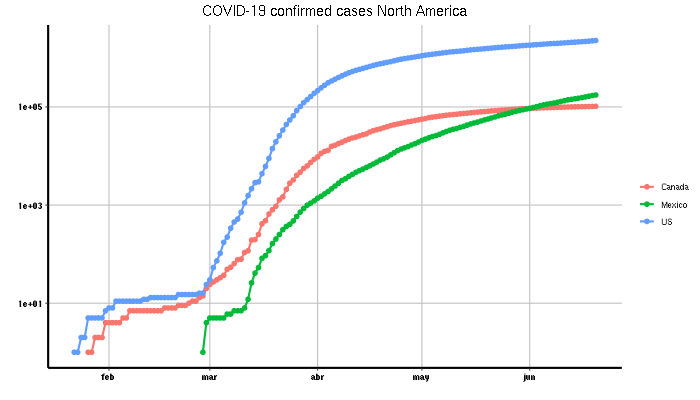 COVID-19 confirmed cases North America
1e+05
1e+03
1e+01
feb
mar
abr
may
jun
Canada
Mexico
US